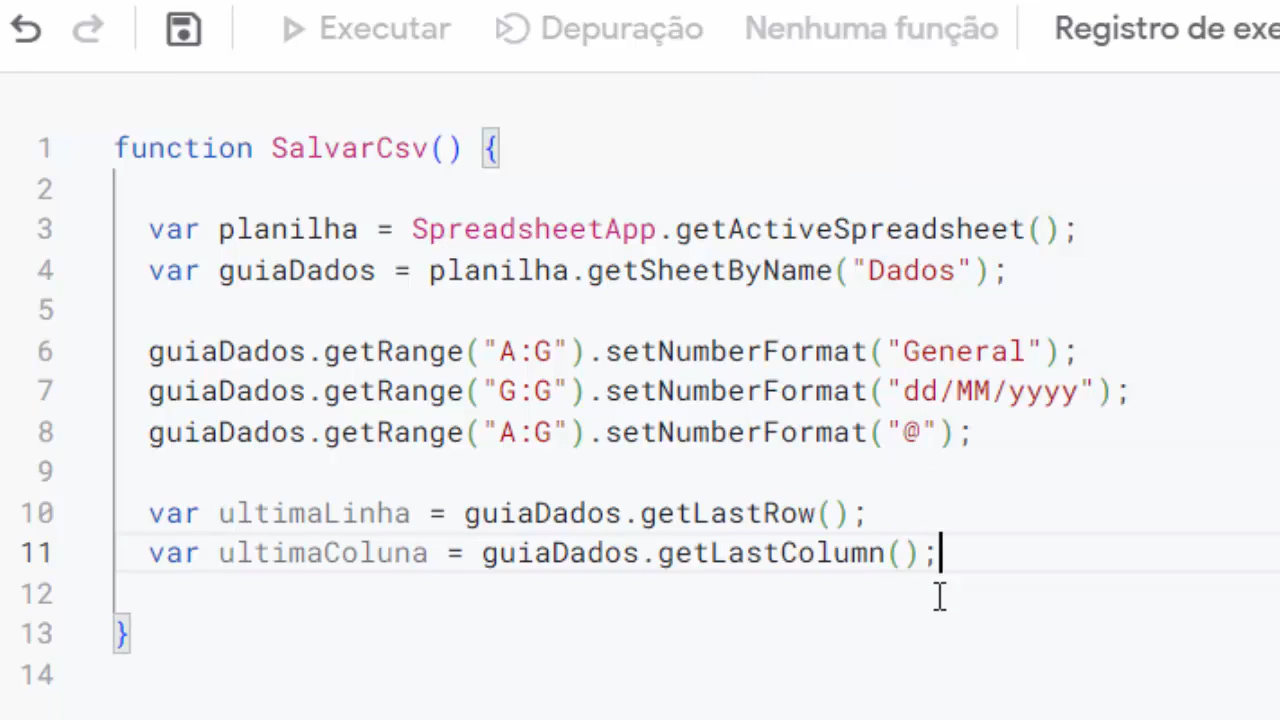 Executar Depuração Nenhuma função Registro de exe
1 function SalvarCsv() {
2
3 var planilha = SpreadsheetApp.getActiveSpreadsheet();
4 var guiaDados = planilha.getSheetByName("Dados");
5
6 guiaDados.getRange("A:G").setNumberFormat("General");
7 guiaDados.getRange("G:G").setNumberFormat("dd/MM/yyyy");
8 guiaDados.getRange("A:G").setNumberFormat("@");
9
10 var ultimaLinha = guiaDados.getLastRow();
11 var ultimaColuna = guiaDados.getLastColumn();
12
13 }
14